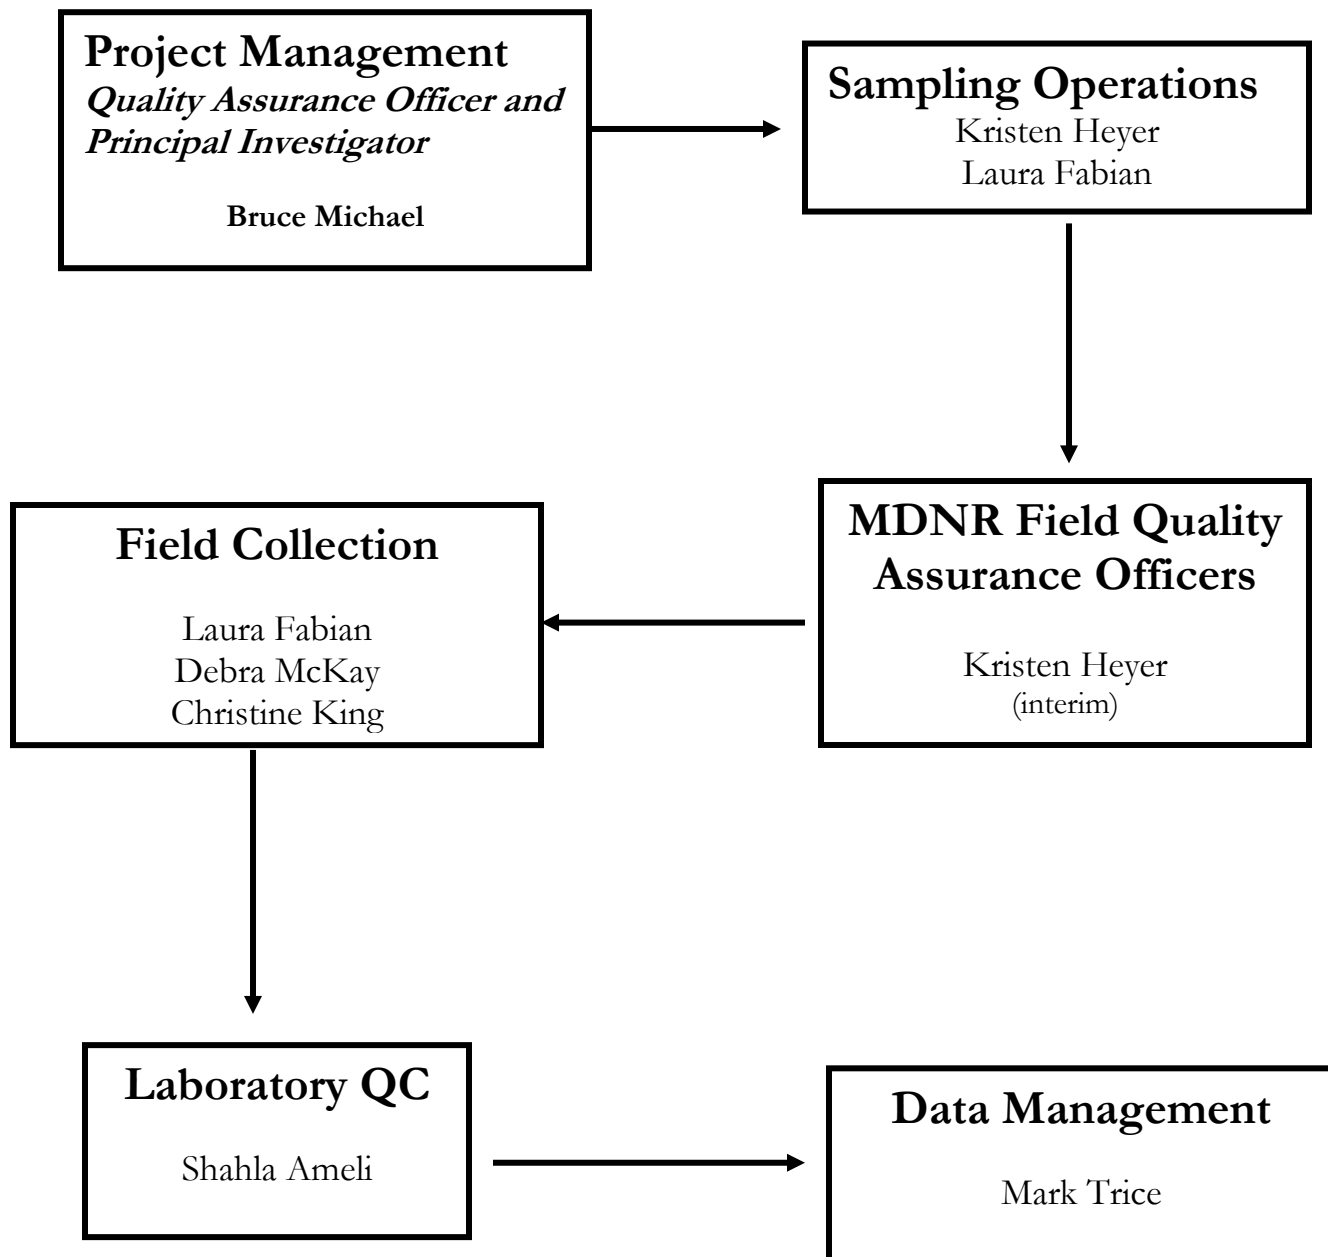 Project Management
Quality Assurance Officer and
Principal Investigator
Bruce Michael
Sampling Operations
Kristen Heyer
Laura Fabian
MDNR Field Quality
Assurance Officers
Kristen Heyer
(interim)
Field Collection
Laura Fabian
Debra McKay
Christine King
Laboratory QC
Shahla Ameli
Data Management
Mark Trice